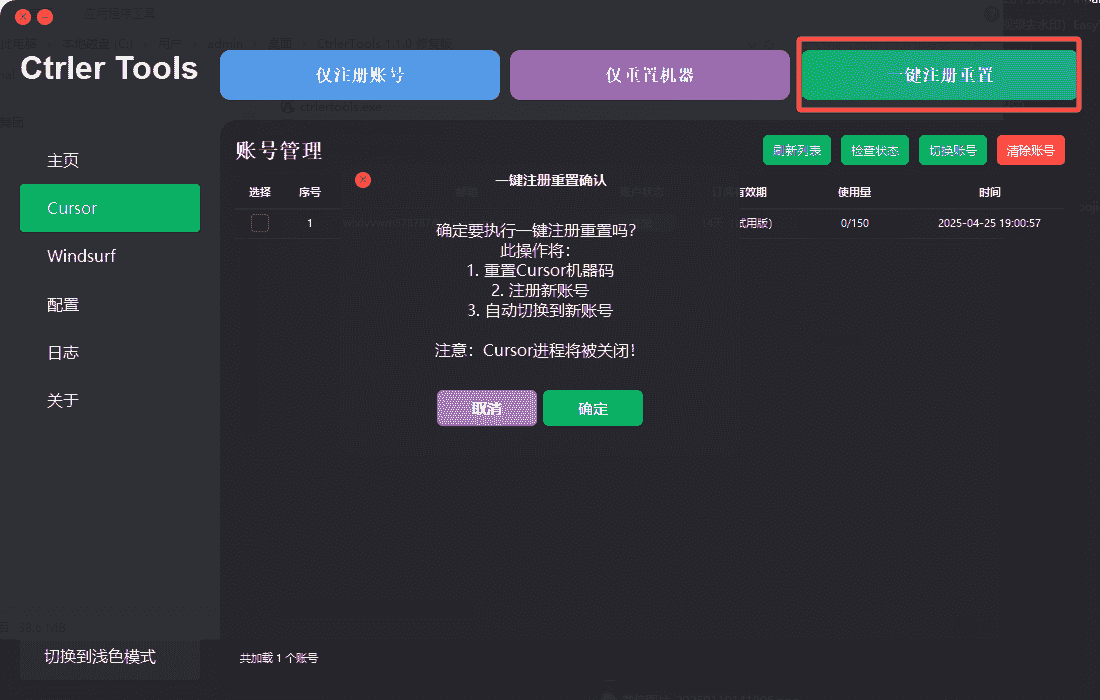 Ctrler Tools
仅注册账号
仅重置机器
一键注册重置
主页
Cursor
Windsurf
配置
日志
关于
切换到浅色模式
账号管理
刷新列表
检查状态
切换账号
清除账号
选择 序号 有效期 使用量 时间
1 试用版) 0/150 2025-04-25 19:00:57
一键注册重置确认
确定要执行一键注册重置吗?
此操作将:
1. 重置Cursor机器码
2. 注册新账号
3. 自动切换到新账号
注意：Cursor进程将被关闭!
取消
确定
共加载 1 个账号